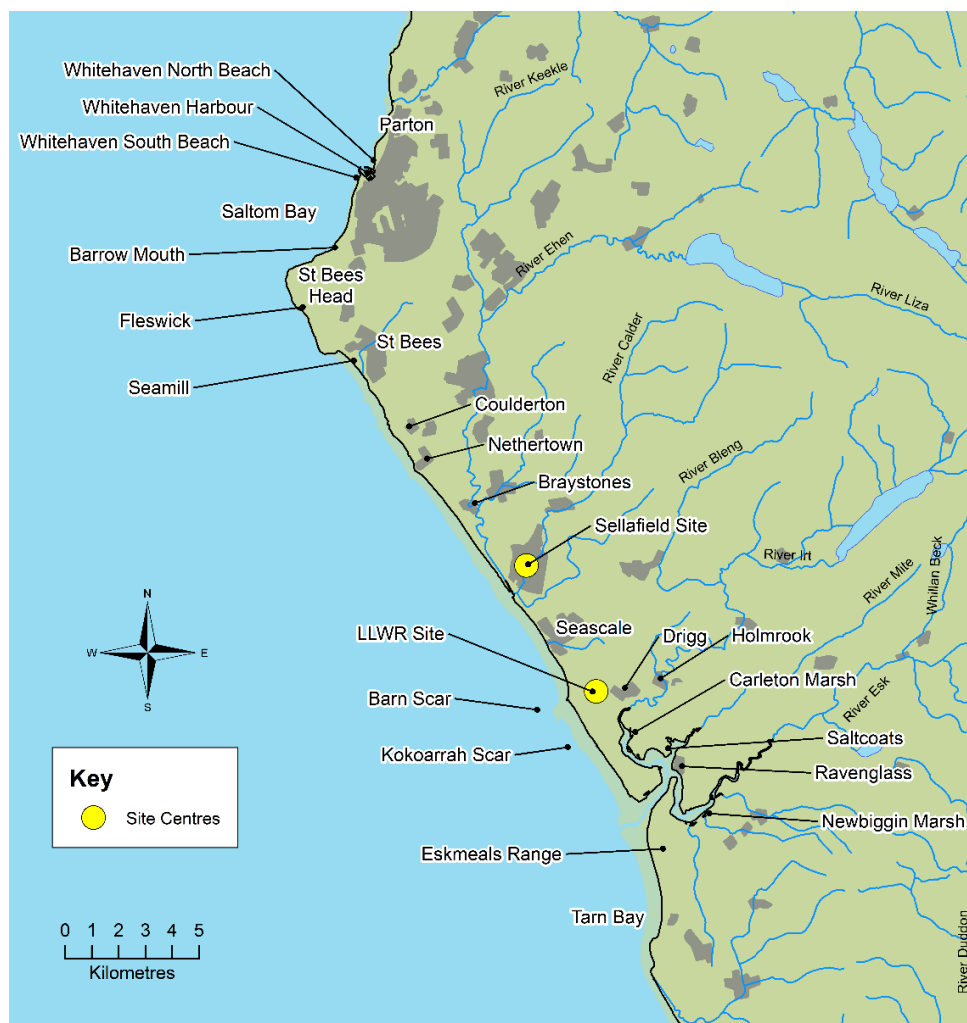 Whitehaven North Beach
River Keekle
Whitehaven Harbour
Parton
Whitehaven South Beach
Saltom Bay
Barrow Mouth
River Ehen
St Bees
Head
River Liza
Fleswick
River Calder
St Bees
Seamill
Coulderton
Nethertown
River Bleng
Braystones
Sellafield Site
River Irt
River Mite
Whillan Beck
N
W
E
S
LLWR Site
Seascale
Drigg
Holmrook
Carleton Marsh
River Esk
Barn Scar
Saltcoats
Kokoarrah Scar
Ravenglass
Key
Site Centres
Newbiggin Marsh
Eskmeals Range
Tarn Bay
River Duddon
0 1 2 3 4 5
Kilometres